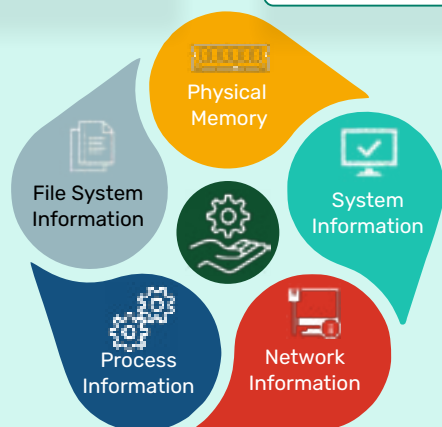 Physical
Memory
System
Information
Network
Information
Process
Information
File System
Information